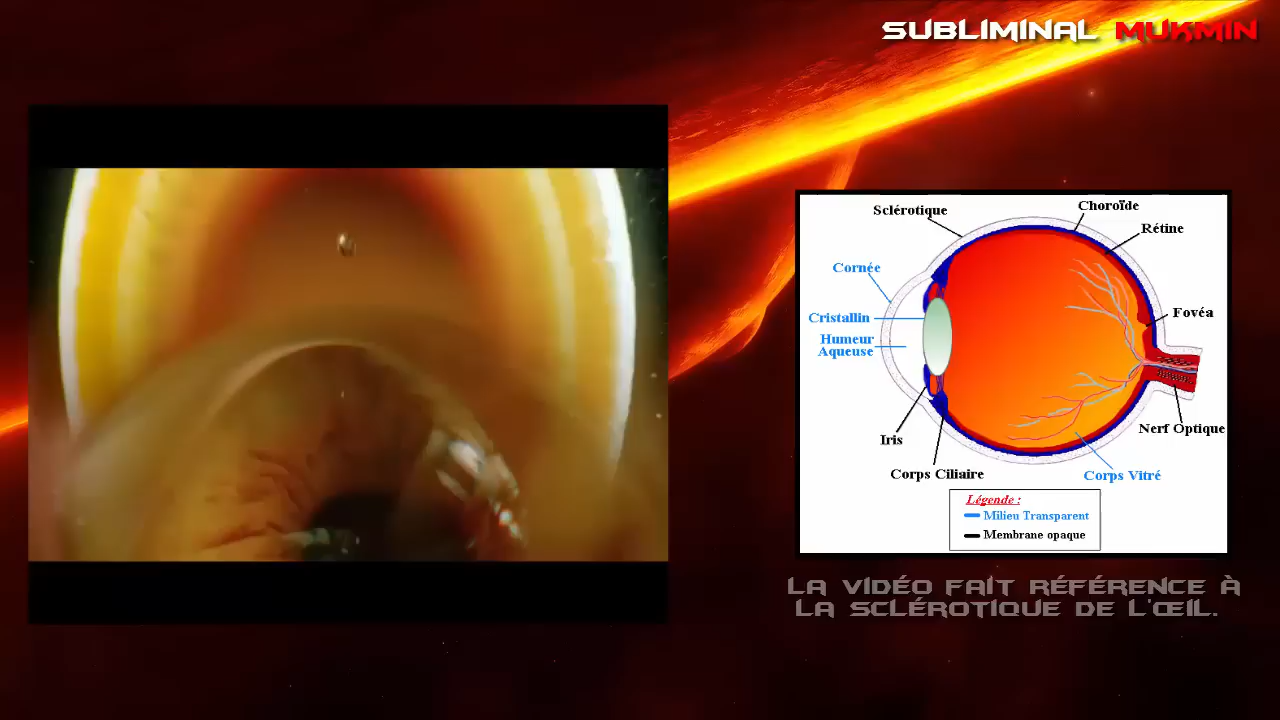 SUBLIMINAL MUKMIN
Sclérotique
Choroïde
Rétine
Cornée
Cristallin
Humeur
Aqueuse
Fovéa
Iris
Corps Ciliaire
Nerf Optique
Corps Vitré
Légende :
Milieu Transparent
Membrane opaque
LA VIDÉO FAIT RÉFÉRENCE À
LA SCLÉROTIQUE DE L'ŒIL.